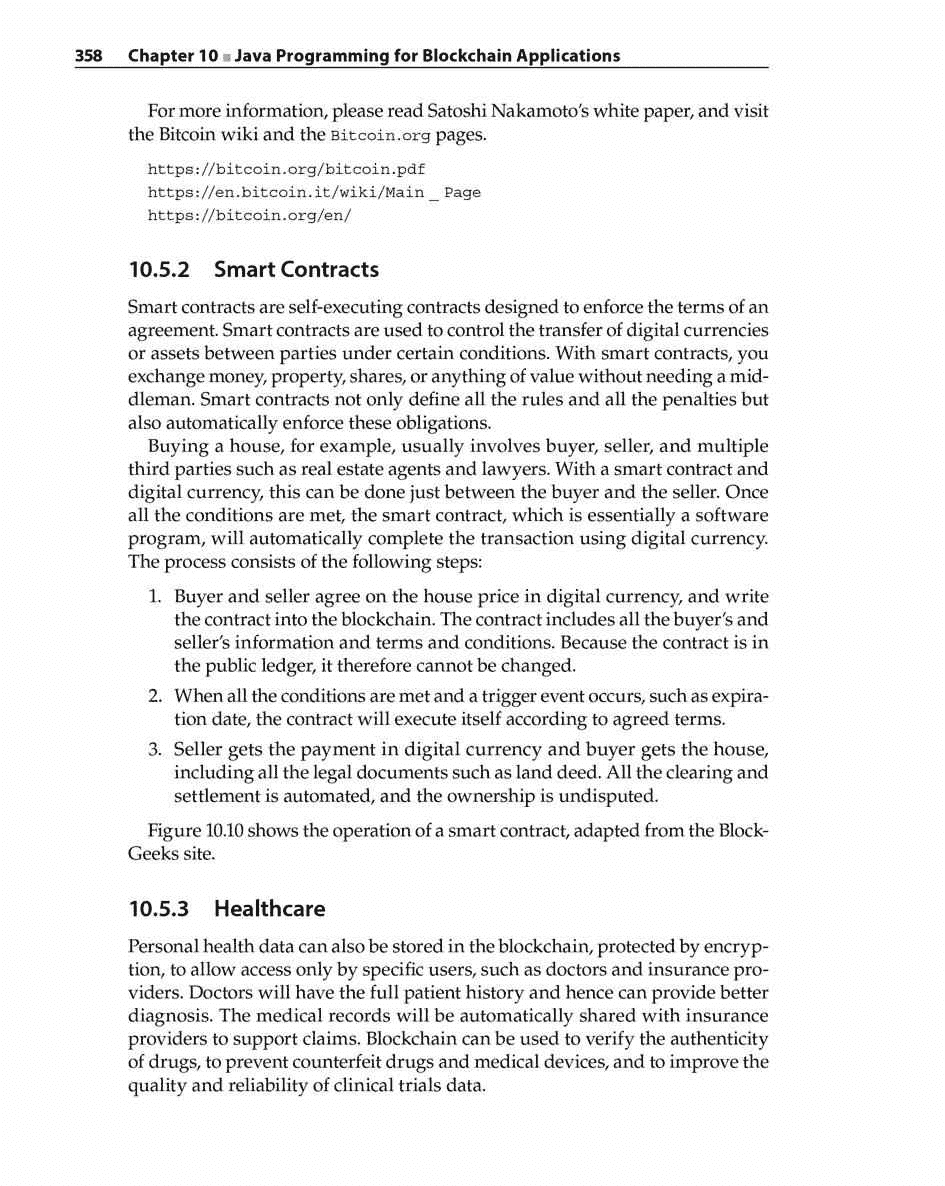 358 Chapter 10 ■ Java Programming for Blockchain Applications
For more information, please read Satoshi Nakamoto's white paper, and visit
the Bitcoin wiki and the Bitcoin.org pages.
https://bitcoin.org/bitcoin.pdf
https://en.bitcoin.it/wiki/Main _ Page
https://bitcoin.org/en/
10.5.2 Smart Contracts
Smart contracts are self-executing contracts designed to enforce the terms of an
agreement. Smart contracts are used to control the transfer of digital currencies
or assets between parties under certain conditions. With smart contracts, you
exchange money, property, shares, or anything of value without needing a mid-
dleman. Smart contracts not only define all the rules and all the penalties but
also automatically enforce these obligations.
Buying a house, for example, usually involves buyer, seller, and multiple
third parties such as real estate agents and lawyers. With a smart contract and
digital currency, this can be done just between the buyer and the seller. Once
all the conditions are met, the smart contract, which is essentially a software
program, will automatically complete the transaction using digital currency.
The process consists of the following steps:
1. Buyer and seller agree on the house price in digital currency, and write
the contract into the blockchain. The contract includes all the buyer's and
seller's information and terms and conditions. Because the contract is in
the public ledger, it therefore cannot be changed.
2. When all the conditions are met and a trigger event occurs, such as expira-
tion date, the contract will execute itself according to agreed terms.
3. Seller gets the payment in digital currency and buyer gets the house,
including all the legal documents such as land deed. All the clearing and
settlement is automated, and the ownership is undisputed.
Figure 10.10 shows the operation of a smart contract, adapted from the Block-
Geeks site.
10.5.3 Healthcare
Personal health data can also be stored in the blockchain, protected by encryp-
tion, to allow access only by specific users, such as doctors and insurance pro-
viders. Doctors will have the full patient history and hence can provide better
diagnosis. The medical records will be automatically shared with insurance
providers to support claims. Blockchain can be used to verify the authenticity
of drugs, to prevent counterfeit drugs and medical devices, and to improve the
quality and reliability of clinical trials data.